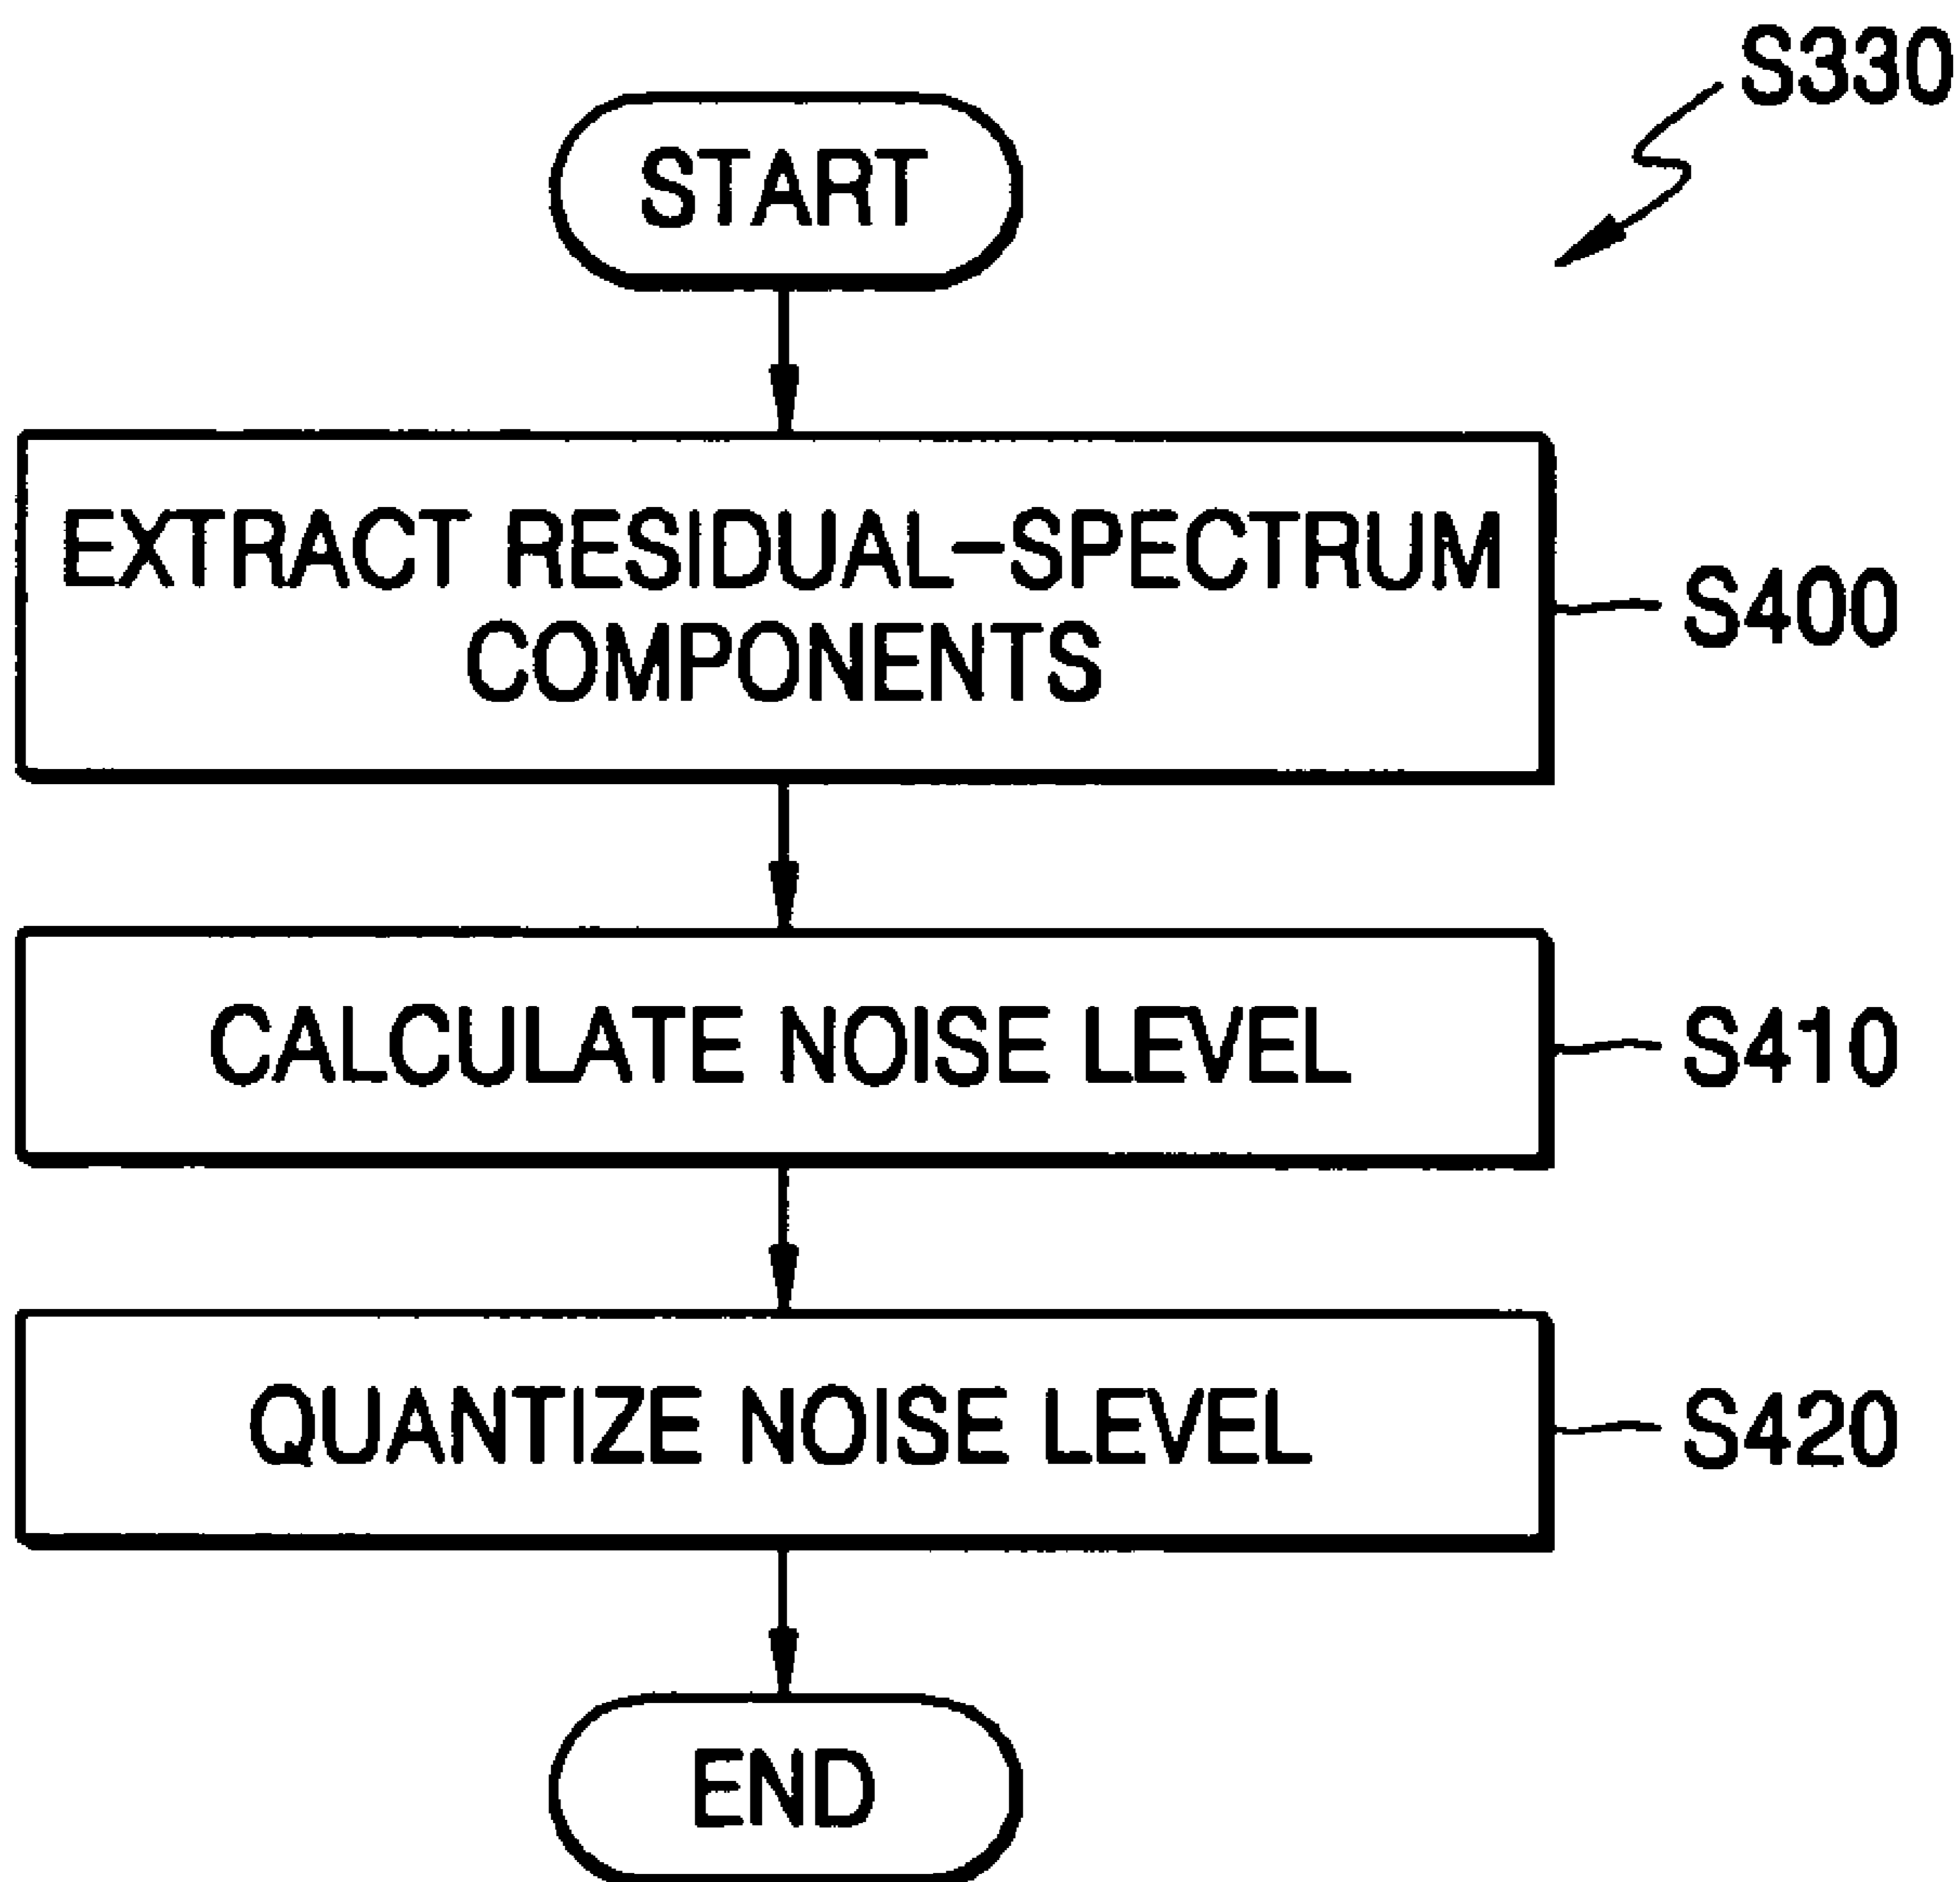 S330
START
EXTRACT RESIDUAL-SPECTRUM
COMPONENTS
S400
CALCULATE NOISE LEVEL
S410
QUANTIZE NOISE LEVEL
S420
END